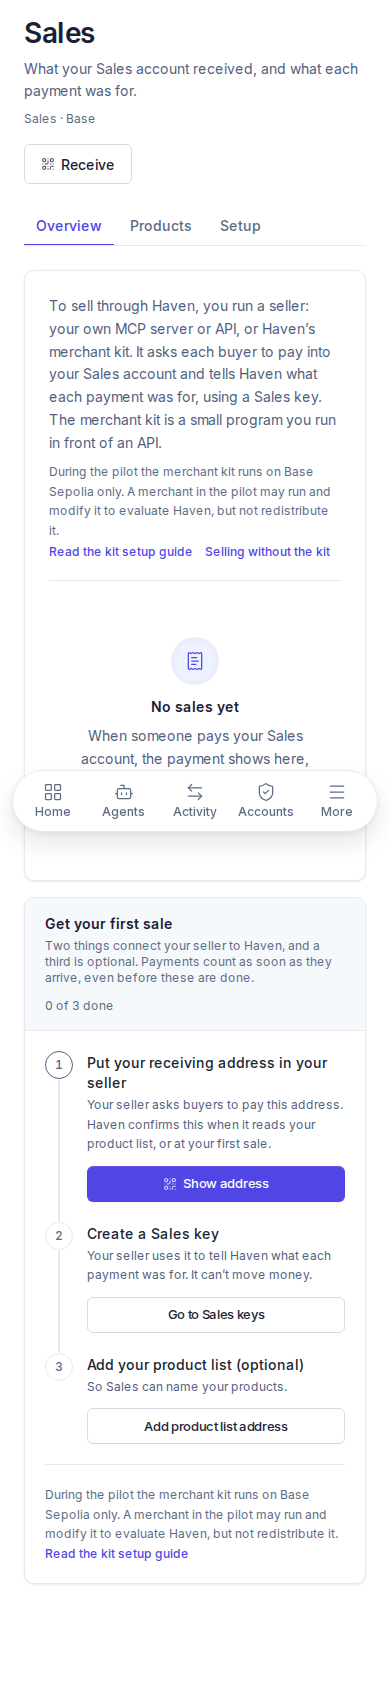 Sales
What your Sales account received, and what each
payment was for.
Sales · Base
Receive
Overview Products Setup
To sell through Haven, you run a seller:
your own MCP server or API, or Haven’s
merchant kit. It asks each buyer to pay into
your Sales account and tells Haven what
each payment was for, using a Sales key.
The merchant kit is a small program you run
in front of an API.
During the pilot the merchant kit runs on Base
Sepolia only. A merchant in the pilot may run and
modify it to evaluate Haven, but not redistribute
it.
Read the kit setup guide Selling without the kit
No sales yet
When someone pays your Sales
account, the payment shows here,
Home Agents Activity Accounts More
Get your first sale
Two things connect your seller to Haven, and a
third is optional. Payments count as soon as they
arrive, even before these are done.
0 of 3 done
1 Put your receiving address in your
seller
Your seller asks buyers to pay this address.
Haven confirms this when it reads your
product list, or at your first sale.
Show address
2 Create a Sales key
Your seller uses it to tell Haven what each
payment was for. It can’t move money.
Go to Sales keys
3 Add your product list (optional)
So Sales can name your products.
Add product list address
During the pilot the merchant kit runs on Base
Sepolia only. A merchant in the pilot may run and
modify it to evaluate Haven, but not redistribute it.
Read the kit setup guide